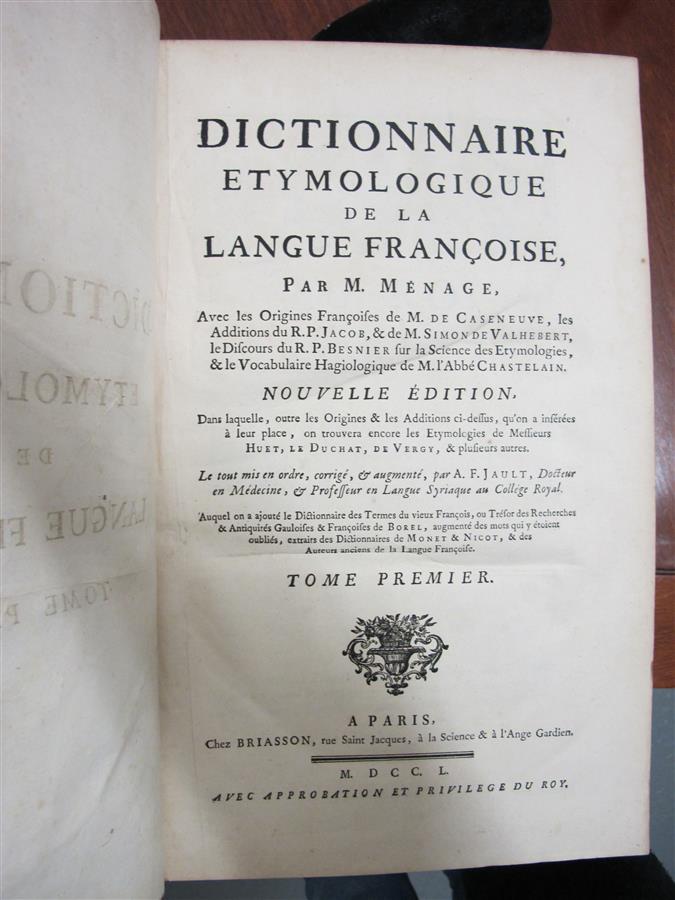 DICTIONNAIRE
ETYMOLOGIQUE
DE LA
LANGUE FRANÇOISE,
PAR M. MÉNAGE,
Avec les Origines Françoiſes de M. DE CASENEUVE, les
Additions du R. P. JACOB, & de M. SIMON DE VALHEBERT,
le Diſcours du R. P. BESNIER ſur la Science des Etymologies,
& le Vocabulaire Hagiologique de M. l'Abbé CHASTELAIN.
NOUVELLE ÉDITION,
Dans laquelle, outre les Origines & les Additions ci-deſſus, qu'on a inſérées
à leur place, on trouvera encore les Etymologies de Meſſieurs
HUET, LE DUCHAT, DE VERGY, & pluſieurs autres.
Le tout mis en ordre, corrigé, & augmenté, par A. F. JAULT, Docteur
en Médecine, & Profeſſeur en Langue Syriaque au Collége Royal.
Auquel on a ajouté le Dictionnaire des Termes du vieux François, ou Tréſor des Recherches
& Antiquités Gauloiſes & Françoiſes de BOREL, augmenté des mots qui y étoient
oubliés, extraits des Dictionnaires de MONET & NICOT, & des
Auteurs anciens de la Langue Françoiſe.
TOME PREMIER.
A PARIS,
Chez BRIASSON, rue Saint Jacques, à la Science & à l'Ange Gardien.
M. DCC. L.
AVEC APPROBATION ET PRIVILEGE DU ROY.